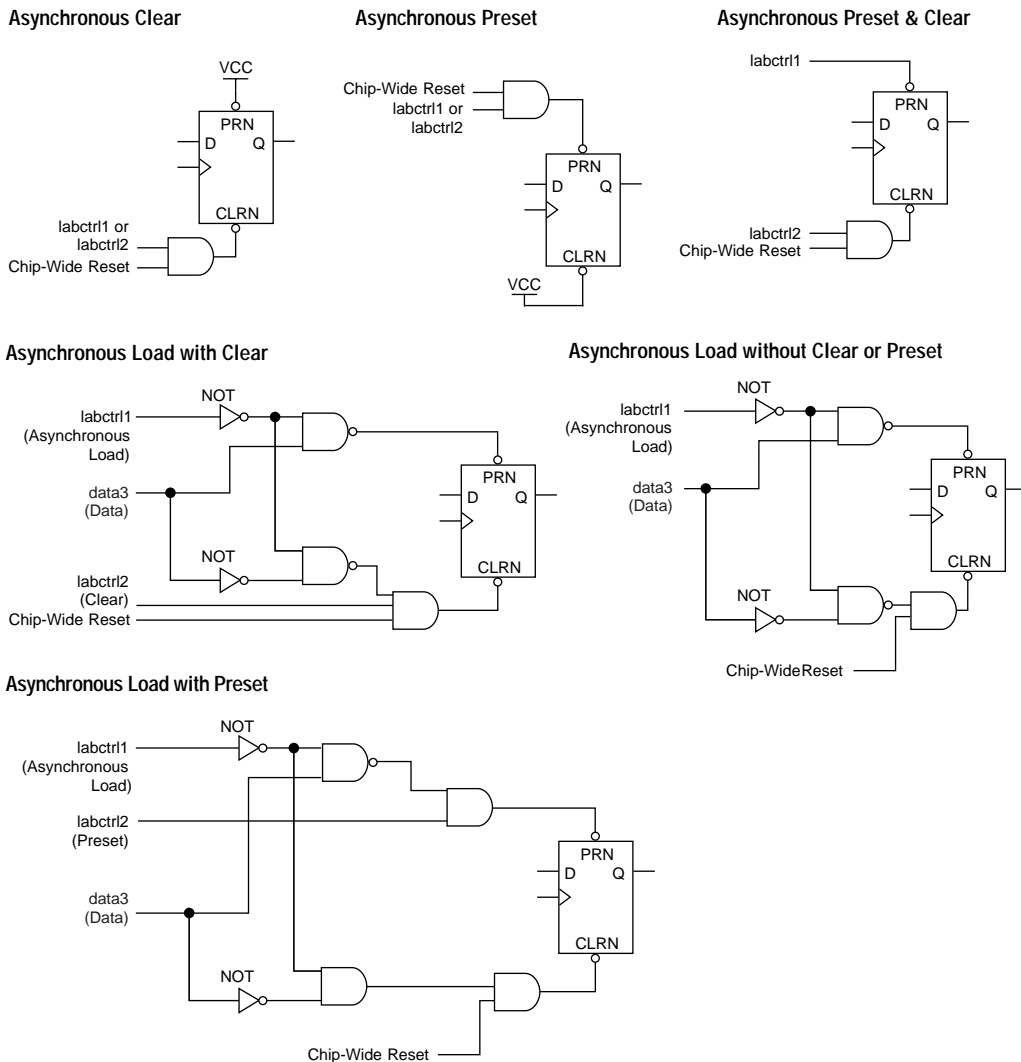 Asynchronous Clear
VCC
PRN
D Q
CLRN
labctrl1 or
labctrl2
Chip-Wide Reset
Asynchronous Preset
Chip-Wide Reset
labctrl1 or
labctrl2
PRN
D Q
CLRN
VCC
Asynchronous Preset & Clear
labctrl1
PRN
D Q
CLRN
labctrl2
Chip-Wide Reset
Asynchronous Load with Clear
NOT
labctrl1
(Asynchronous
Load)
PRN
D Q
data3
(Data)
NOT
CLRN
labctrl2
(Clear)
Chip-Wide Reset
Asynchronous Load without Clear or Preset
NOT
labctrl1
(Asynchronous
Load)
PRN
D Q
data3
(Data)
CLRN
NOT
Chip-Wide Reset
Asynchronous Load with Preset
NOT
labctrl1
(Asynchronous
Load)
labctrl2
(Preset)
PRN
D Q
data3
(Data)
CLRN
NOT
Chip-Wide Reset